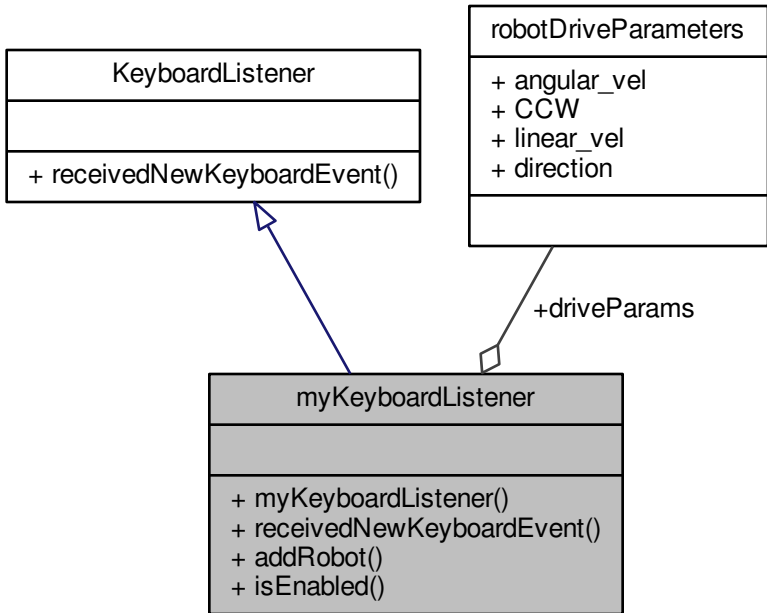 KeyboardListener
+ receivedNewKeyboardEvent()
robotDriveParameters
+ angular_vel
+ CCW
+ linear_vel
+ direction
+driveParams
myKeyboardListener
+ myKeyboardListener()
+ receivedNewKeyboardEvent()
+ addRobot()
+ isEnabled()